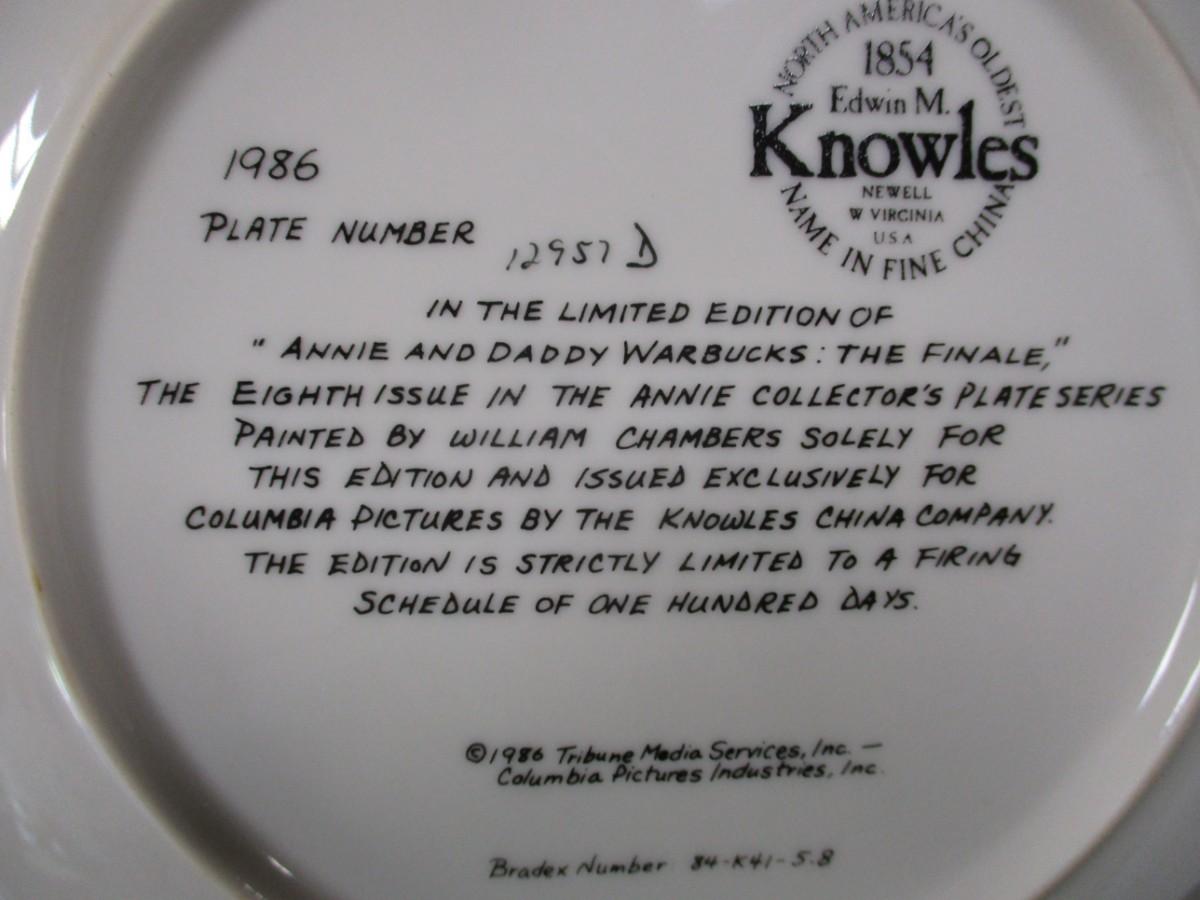 NORTH AMERICA'S OLDEST
1854
Edwin M.
Knowles
NEWELL
W VIRGINIA
U.S.A
NAME IN FINE CHINA
1986
PLATE NUMBER 12957 D
IN THE LIMITED EDITION OF
"ANNIE AND DADDY WARBUCKS: THE FINALE,"
THE EIGHTH ISSUE IN THE ANNIE COLLECTOR'S PLATE SERIES
PAINTED BY WILLIAM CHAMBERS SOLELY FOR
THIS EDITION AND ISSUED EXCLUSIVELY FOR
COLUMBIA PICTURES BY THE KNOWLES CHINA COMPANY.
THE EDITION IS STRICTLY LIMITED TO A FIRING
SCHEDULE OF ONE HUNDRED DAYS.
©1986 Tribune Media Services, Inc. —
Columbia Pictures Industries, Inc.
Bradex Number 84-K41-5.8